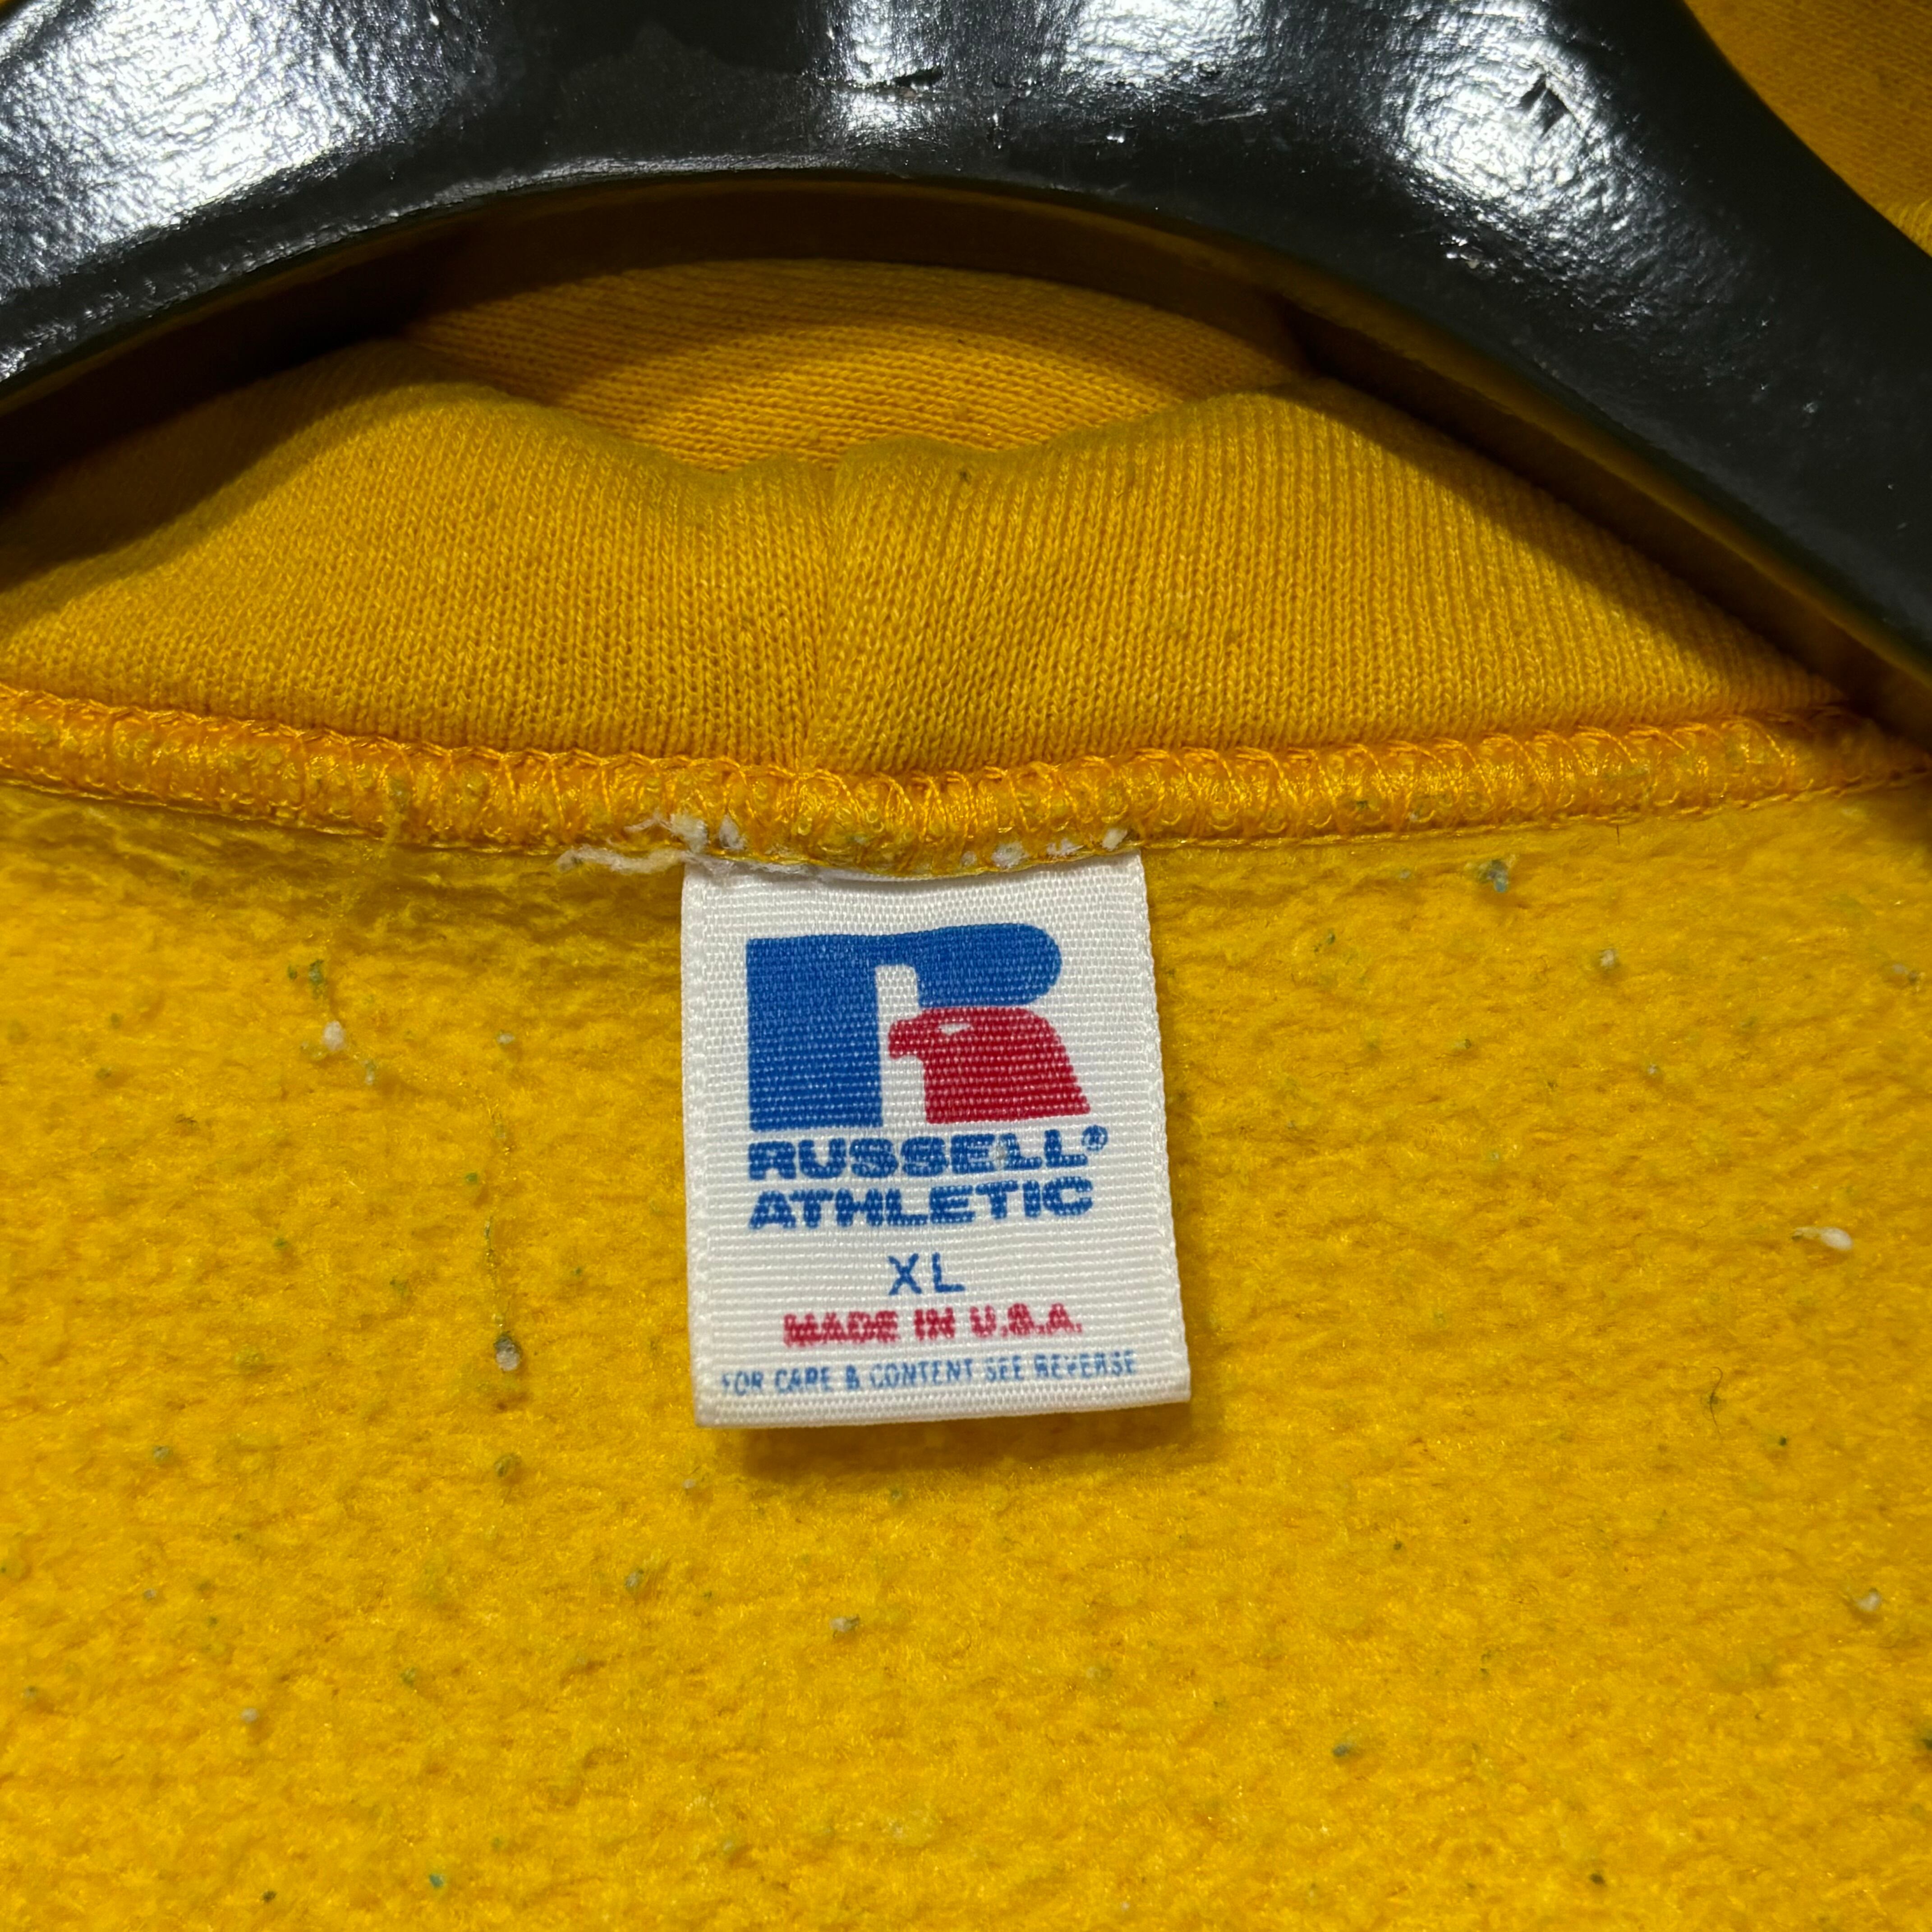 RUSSELL®
ATHLETIC
XL
MADE IN U.S.A.
FOR CARE & CONTENT SEE REVERSE